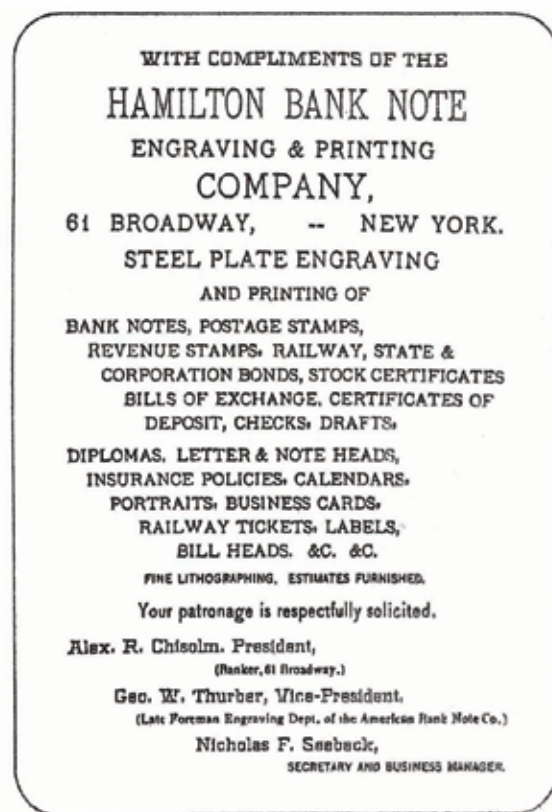 WITH COMPLIMENTS OF THE
HAMILTON BANK NOTE
ENGRAVING & PRINTING
COMPANY,
61 BROADWAY, -- NEW YORK.
STEEL PLATE ENGRAVING
AND PRINTING OF
BANK NOTES, POSTAGE STAMPS,
REVENUE STAMPS, RAILWAY, STATE &
CORPORATION BONDS, STOCK CERTIFICATES
BILLS OF EXCHANGE, CERTIFICATES OF
DEPOSIT, CHECKS, DRAFTS,
DIPLOMAS, LETTER & NOTE HEADS,
INSURANCE POLICIES, CALENDARS,
PORTRAITS, BUSINESS CARDS,
RAILWAY TICKETS, LABELS,
BILL HEADS. &C. &C.
FINE LITHOGRAPHING. ESTIMATES FURNISHED.
Your patronage is respectfully solicited.
Alex. R. Chisolm. President,
(Banker, 61 Broadway.)
Geo. W. Thurber, Vice-President.
(Late Foreman Engraving Dept. of the American Bank Note Co.)
Nicholas F. Seebeck,
SECRETARY AND BUSINESS MANAGER.